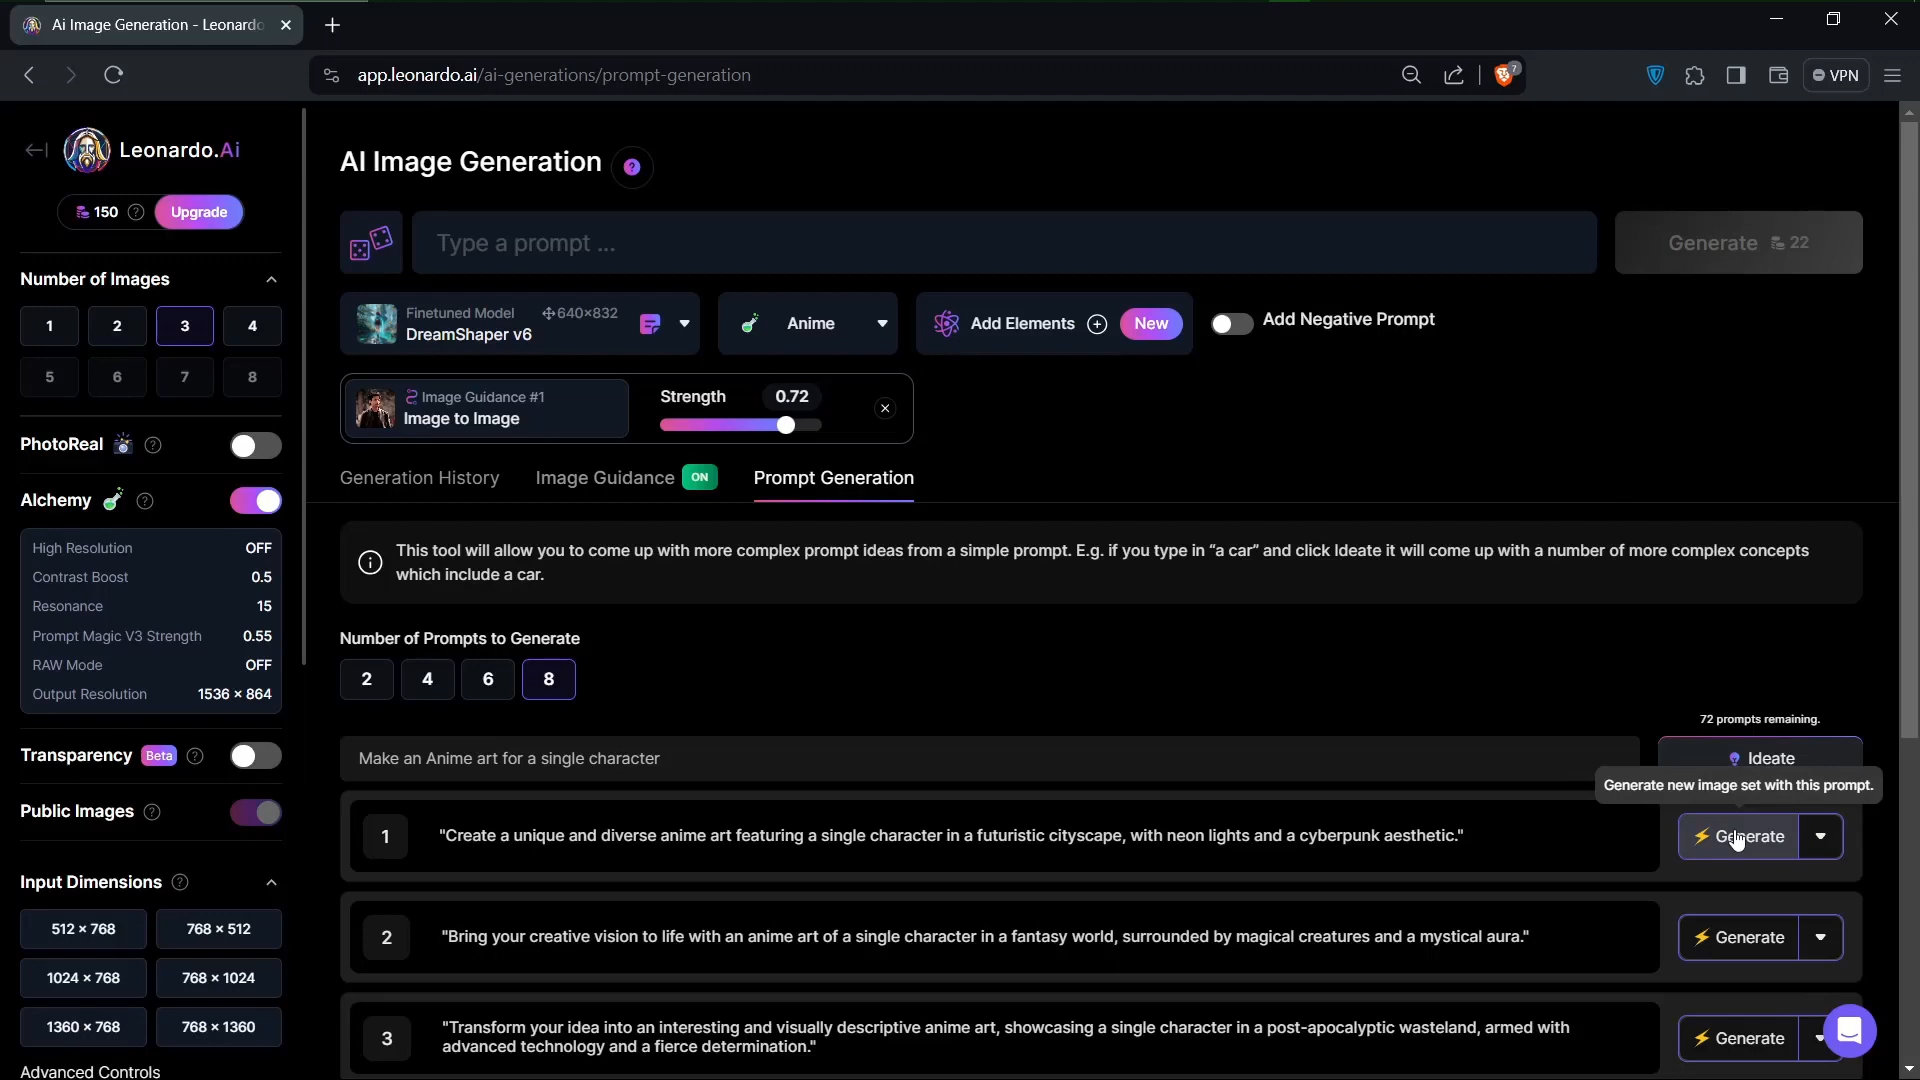 Ai Image Generation - Leonardo
app.leonardo.ai/ai-generations/prompt-generation
7
VPN
Leonardo.Ai
150
Upgrade
Number of Images
1 2 3 4
5 6 7 8
PhotoReal
Alchemy
High Resolution OFF
Contrast Boost 0.5
Resonance 15
Prompt Magic V3 Strength 0.55
RAW Mode OFF
Output Resolution 1536 × 864
Transparency Beta
Public Images
Input Dimensions
512 × 768 768 × 512
1024 × 768 768 × 1024
1360 × 768 768 × 1360
Advanced Controls
AI Image Generation ?
Type a prompt ...
Generate 22
Finetuned Model 640×832
DreamShaper v6
Anime
Add Elements New
Add Negative Prompt
Image Guidance #1
Image to Image
Strength 0.72
Generation History Image Guidance ON Prompt Generation
This tool will allow you to come up with more complex prompt ideas from a simple prompt. E.g. if you type in “a car” and click Ideate it will come up with a number of more complex concepts
which include a car.
Number of Prompts to Generate
2 4 6 8
72 prompts remaining.
Make an Anime art for a single character
Ideate
Generate new image set with this prompt.
1 "Create a unique and diverse anime art featuring a single character in a futuristic cityscape, with neon lights and a cyberpunk aesthetic."
Generate
2 "Bring your creative vision to life with an anime art of a single character in a fantasy world, surrounded by magical creatures and a mystical aura."
Generate
3 "Transform your idea into an interesting and visually descriptive anime art, showcasing a single character in a post-apocalyptic wasteland, armed with
advanced technology and a fierce determination."
Generate